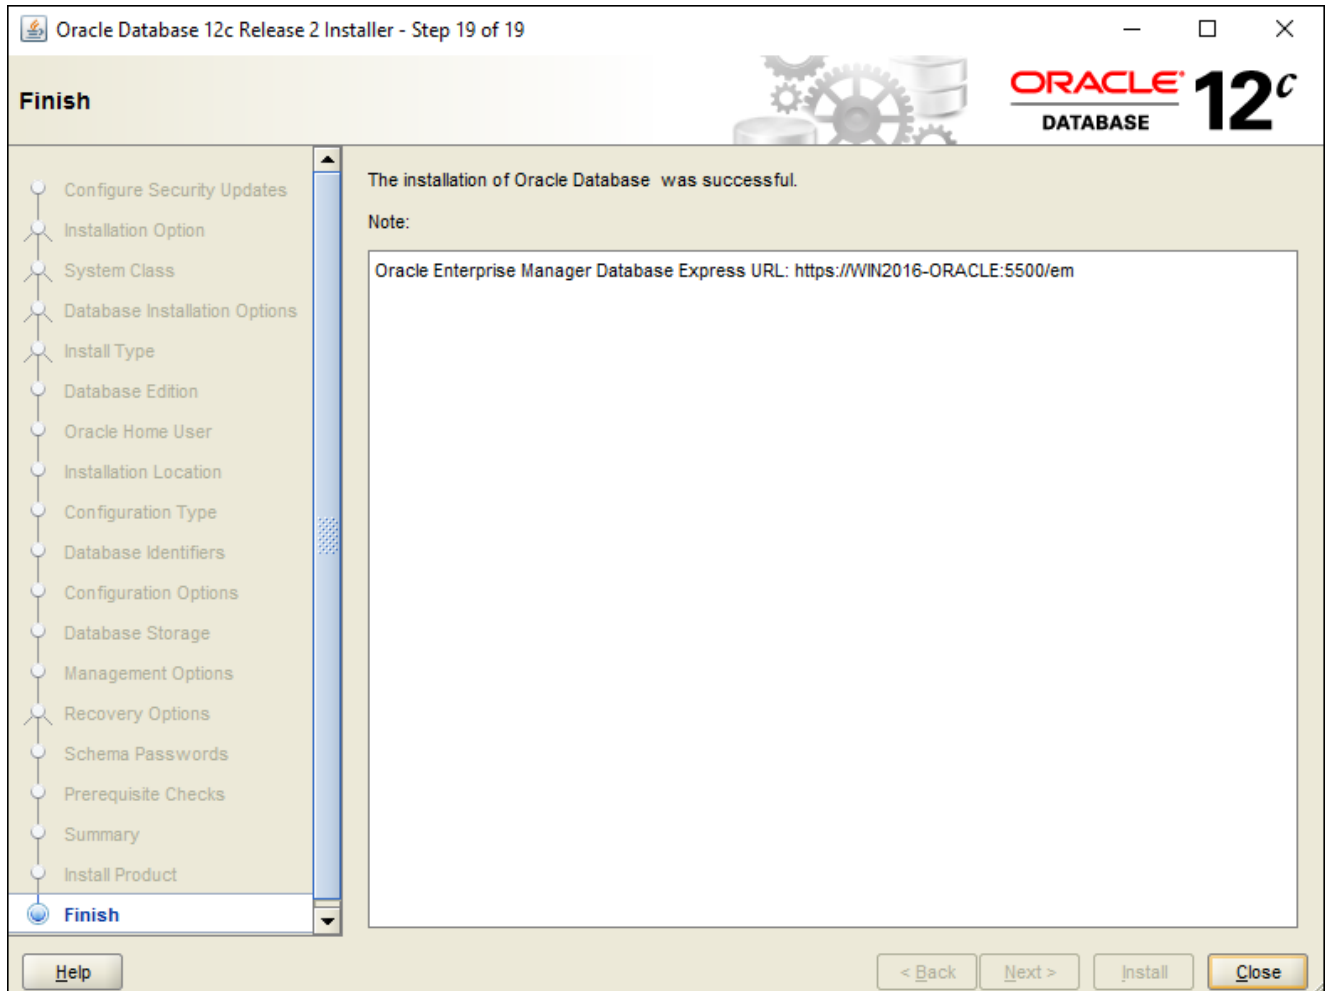 Oracle Database 12c Release 2 Installer - Step 19 of 19
Finish
ORACLE
DATABASE
12c
Configure Security Updates
Installation Option
System Class
Database Installation Options
Install Type
Database Edition
Oracle Home User
Installation Location
Configuration Type
Database Identifiers
Configuration Options
Database Storage
Management Options
Recovery Options
Schema Passwords
Prerequisite Checks
Summary
Install Product
Finish
The installation of Oracle Database  was successful.
Note:
Oracle Enterprise Manager Database Express URL: https://WIN2016-ORACLE:5500/em
Help
< Back
Next >
Install
Close